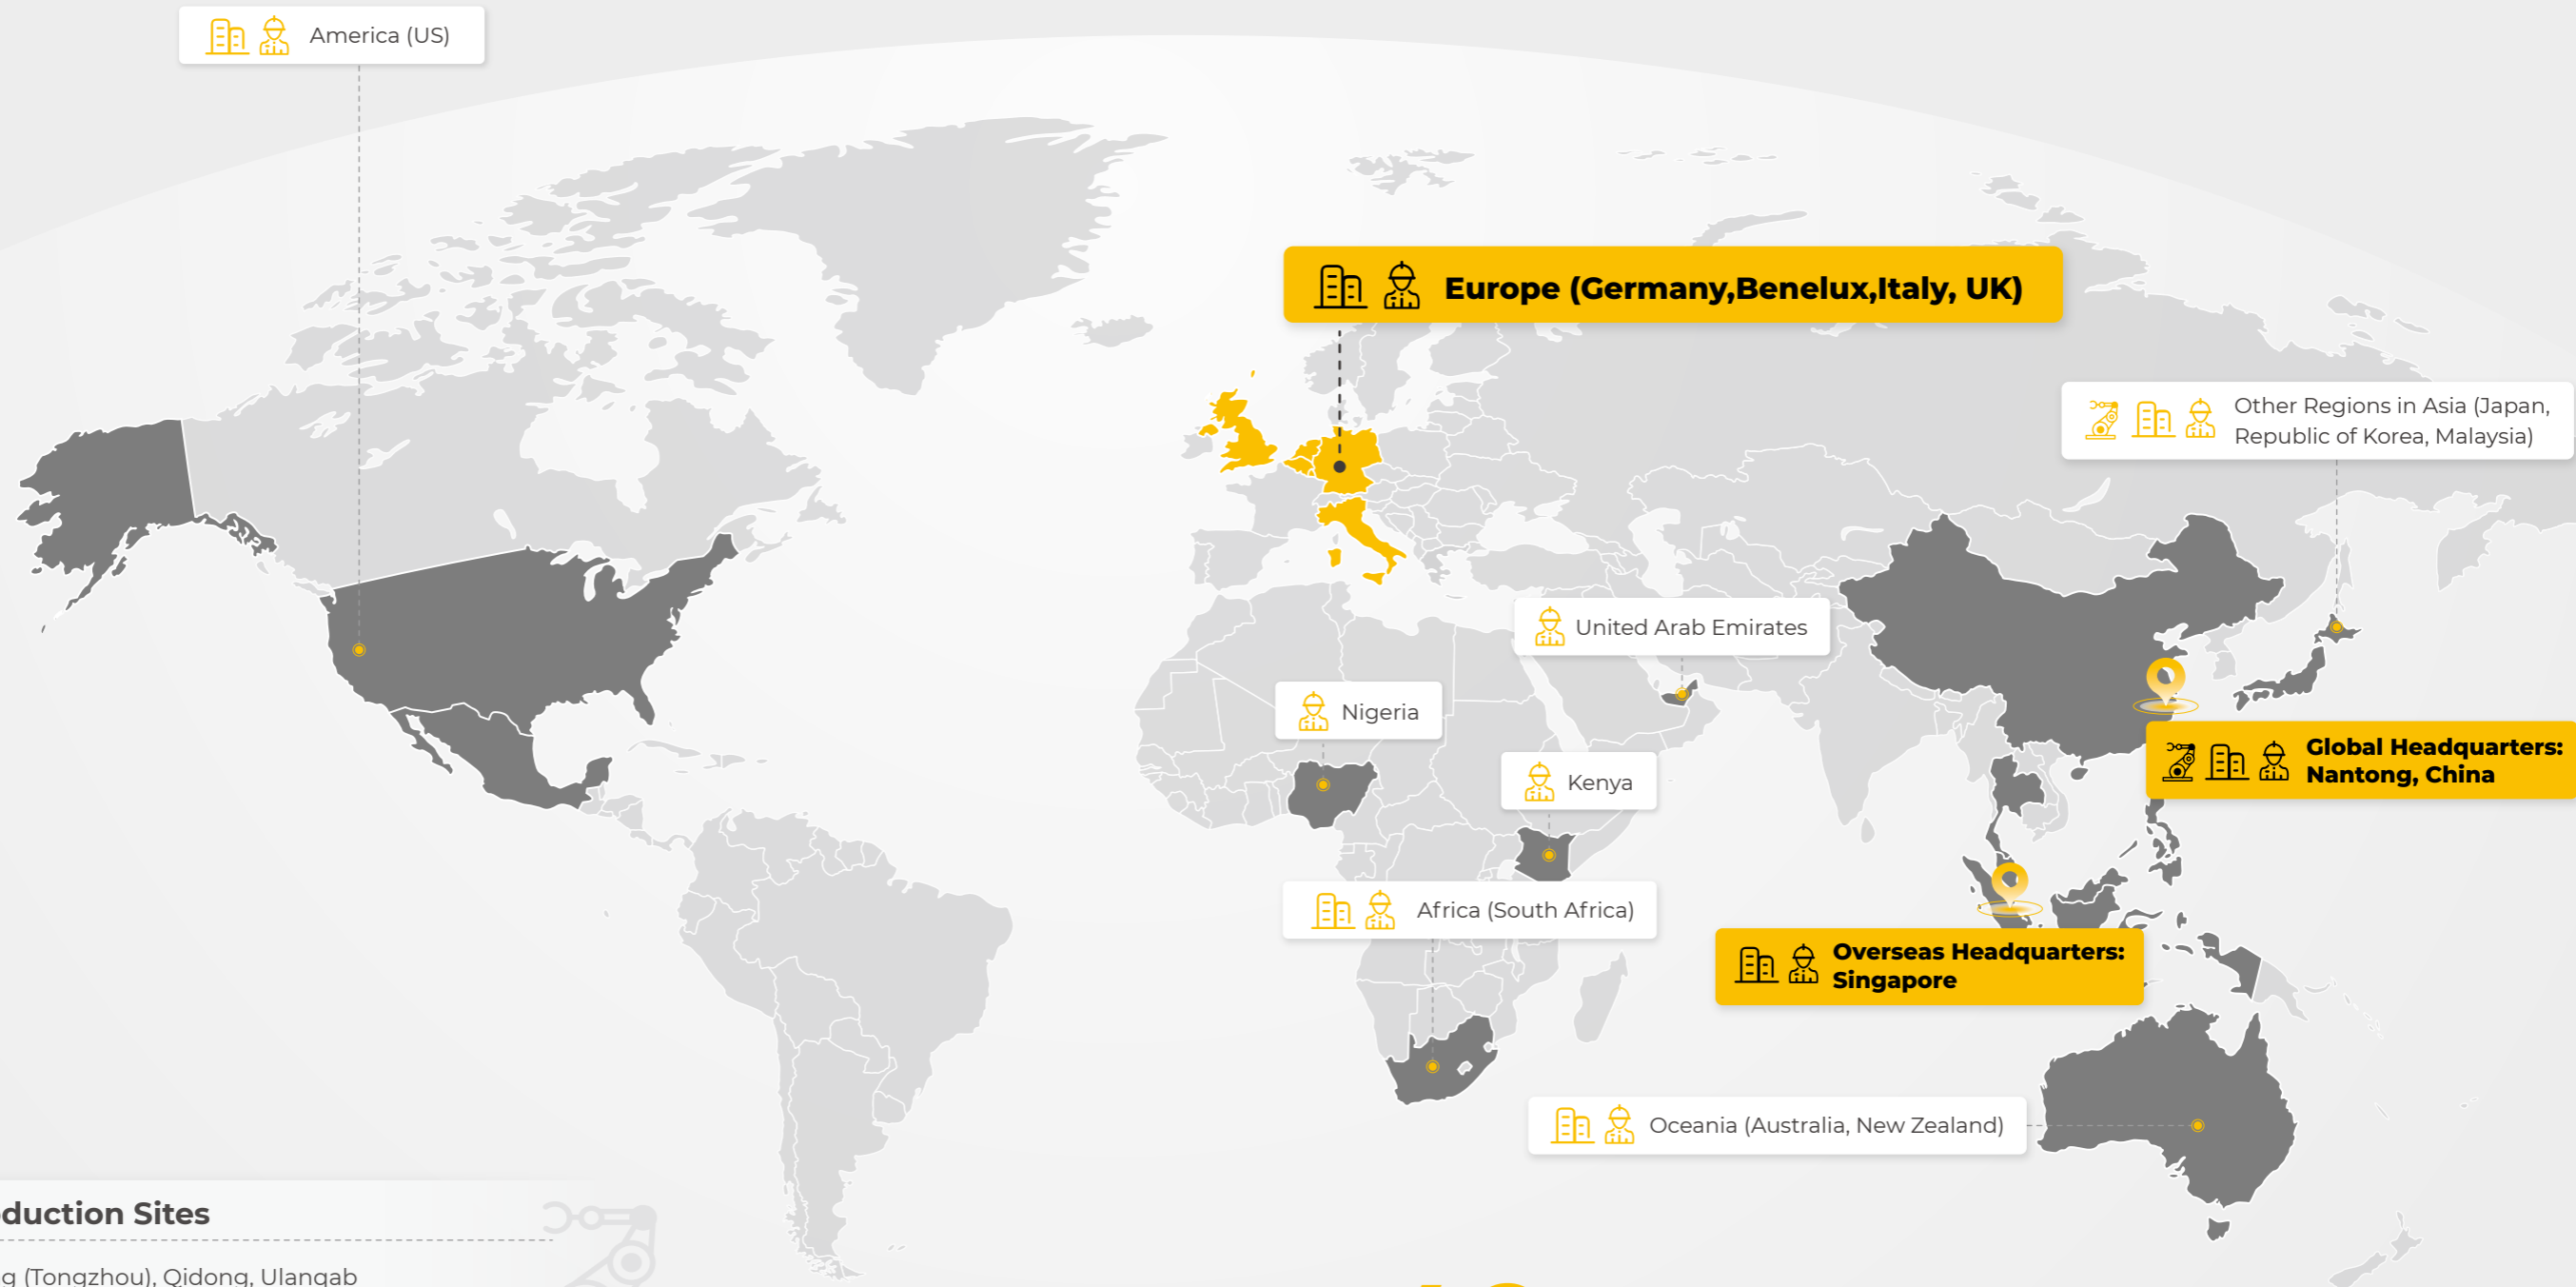 America (US)
Europe (Germany,Benelux,Italy, UK)
Other Regions in Asia (Japan,
Republic of Korea, Malaysia)
United Arab Emirates
Nigeria
Global Headquarters:
Nantong, China
Kenya
Africa (South Africa)
Overseas Headquarters:
Singapore
Oceania (Australia, New Zealand)
duction Sites
g (Tongzhou), Qidong, Ulanqab